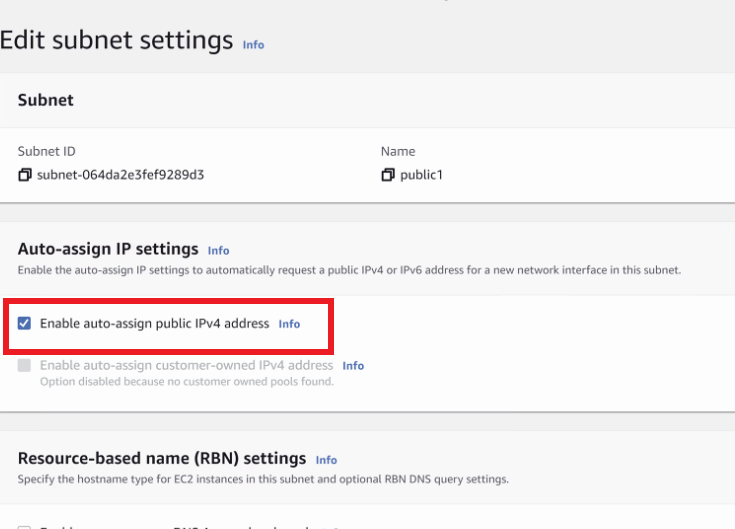 Edit subnet settings Info
Subnet
Subnet ID Name
subnet-064da2e3fef9289d3 public1
Auto-assign IP settings Info
Enable the auto-assign IP settings to automatically request a public IPv4 or IPv6 address for a new network interface in this subnet.
Enable auto-assign public IPv4 address Info
Enable auto-assign customer-owned IPv4 address Info
Option disabled because no customer owned pools found.
Resource-based name (RBN) settings Info
Specify the hostname type for EC2 instances in this subnet and optional RBN DNS query settings.